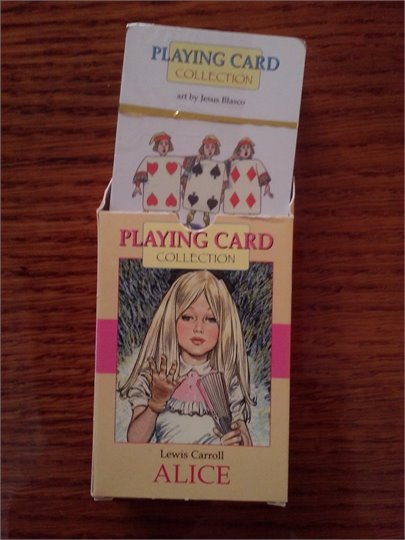 PLAYING CARD
COLLECTION
art by Jesus Blasco
PLAYING CARD
COLLECTION
Lewis Carroll
ALICE